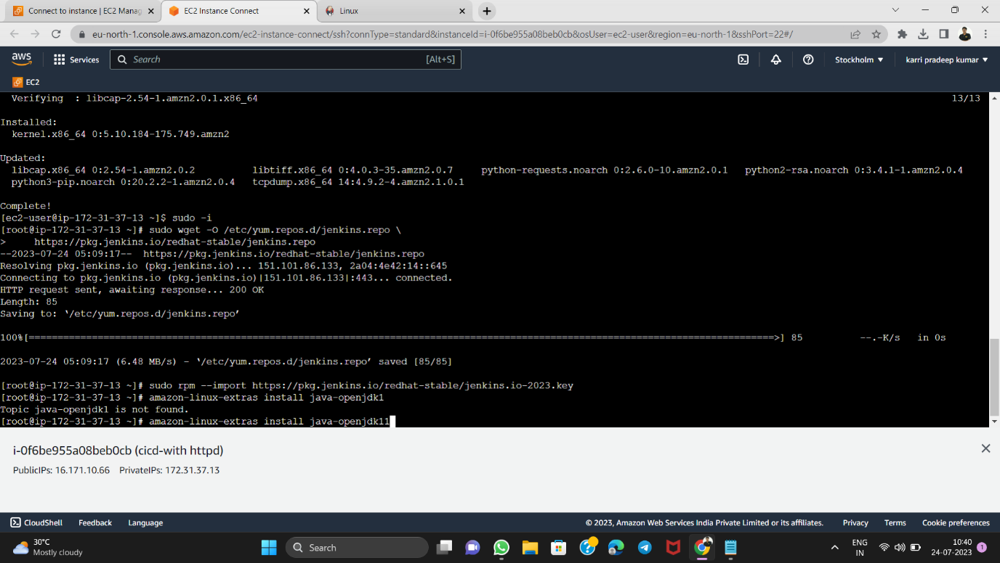 Connect to instance | EC2 Manag
EC2 Instance Connect
Linux
eu-north-1.console.aws.amazon.com/ec2-instance-connect/ssh?connType=standard&instanceId=i-0f6be955a08beb0cb&osUser=ec2-user&region=eu-north-1&sshPort=22#/
aws Services Search [Alt+S] Stockholm karri pradeep kumar
EC2
Verifying  : libcap-2.54-1.amzn2.0.1.x86_64 13/13
Installed:
kernel.x86_64 0:5.10.184-175.749.amzn2
Updated:
libcap.x86_64 0:2.54-1.amzn2.0.2 libtiff.x86_64 0:4.0.3-35.amzn2.0.7 python-requests.noarch 0:2.6.0-10.amzn2.0.1 python2-rsa.noarch 0:3.4.1-1.amzn2.0.4
python3-pip.noarch 0:20.2.2-1.amzn2.0.4 tcpdump.x86_64 14:4.9.2-4.amzn2.1.0.1
Complete!
[ec2-user@ip-172-31-37-13 ~]$ sudo -i
[root@ip-172-31-37-13 ~]# sudo wget -O /etc/yum.repos.d/jenkins.repo \
>     https://pkg.jenkins.io/redhat-stable/jenkins.repo
--2023-07-24 05:09:17--  https://pkg.jenkins.io/redhat-stable/jenkins.repo
Resolving pkg.jenkins.io (pkg.jenkins.io)... 151.101.86.133, 2a04:4e42:14::645
Connecting to pkg.jenkins.io (pkg.jenkins.io)|151.101.86.133|:443... connected.
HTTP request sent, awaiting response... 200 OK
Length: 85
Saving to: ‘/etc/yum.repos.d/jenkins.repo’
100%[===================================================================================================================================>] 85 --.-K/s in 0s
2023-07-24 05:09:17 (6.48 MB/s) - ‘/etc/yum.repos.d/jenkins.repo’ saved [85/85]
[root@ip-172-31-37-13 ~]# sudo rpm --import https://pkg.jenkins.io/redhat-stable/jenkins.io-2023.key
[root@ip-172-31-37-13 ~]# amazon-linux-extras install java-openjdk1
Topic java-openjdk1 is not found.
[root@ip-172-31-37-13 ~]# amazon-linux-extras install java-openjdk11
i-0f6be955a08beb0cb (cicd-with httpd)
PublicIPs: 16.171.10.66 PrivateIPs: 172.31.37.13
CloudShell Feedback Language © 2023, Amazon Web Services India Private Limited or its affiliates. Privacy Terms Cookie preferences
30°C
Mostly cloudy
Search
ENG
IN
10:40
24-07-2023
1